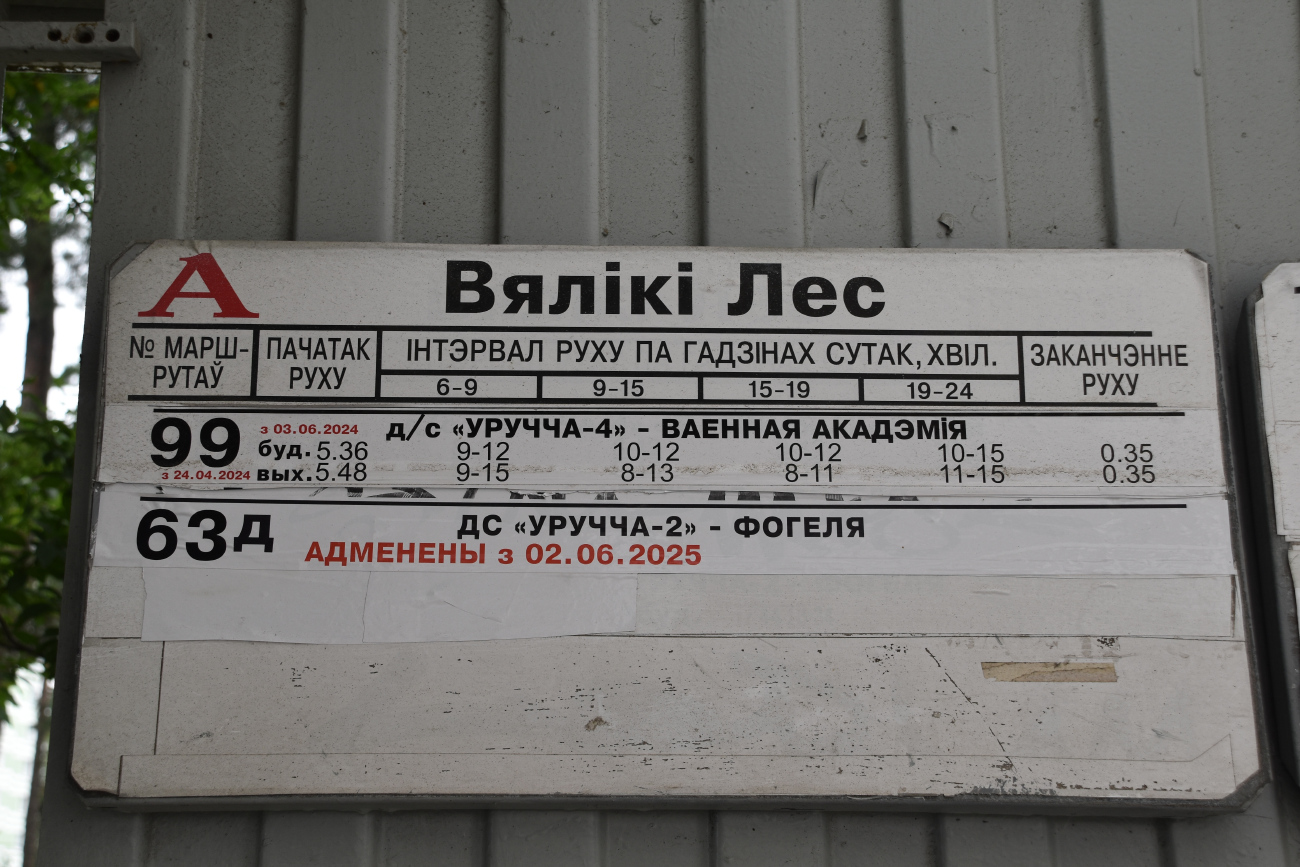 А Вялікі Лес
№ МАРШ-РУТАЎ ПАЧАТАК РУХУ ІНТЭРВАЛ РУХУ ПА ГАДЗІНАХ СУТАК, ХВІЛ. ЗАКАНЧЭННЕ РУХУ
6-9 9-15 15-19 19-24
99 з 03.06.2024 д/с «УРУЧЧА-4» - ВАЕННАЯ АКАДЭМІЯ
буд. 5.36 9-12 10-12 10-12 10-15 0.35
з 24.04.2024 вых. 5.48 9-15 8-13 8-11 11-15 0.35
63д ДС «УРУЧЧА-2» - ФОГЕЛЯ
АДМЕНЕНЫ з 02.06.2025